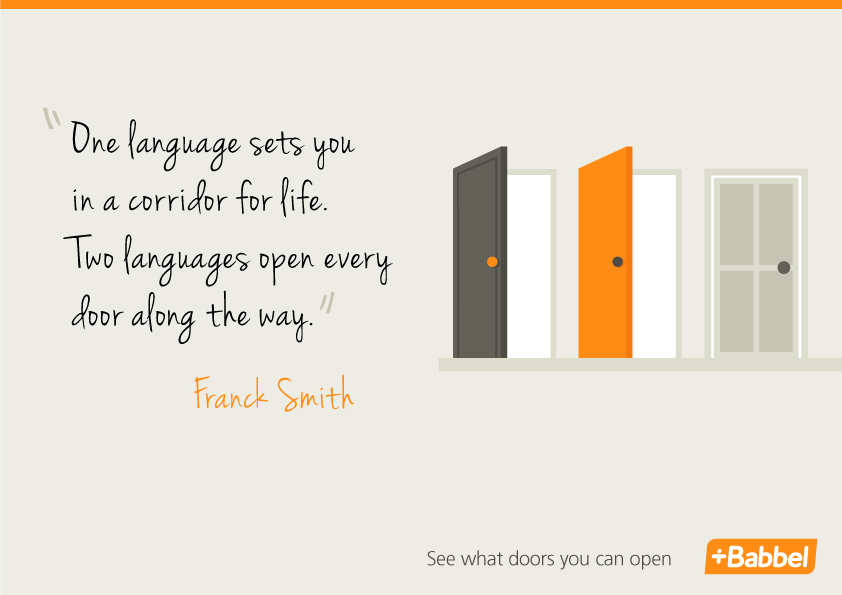 “One language sets you
in a corridor for life.
Two languages open every
door along the way.”
Franck Smith
See what doors you can open
+Babbel